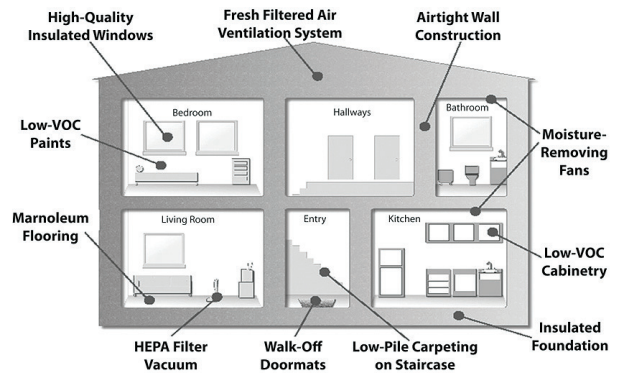 High-Quality
Insulated Windows
Fresh Filtered Air
Ventilation System
Airtight Wall
Construction
Bedroom
Hallways
Bathroom
Low-VOC
Paints
Moisture-
Removing
Fans
Marnoleum
Flooring
Living Room
Entry
Kitchen
Low-VOC
Cabinetry
HEPA Filter
Vacuum
Walk-Off
Doormats
Low-Pile Carpeting
on Staircase
Insulated
Foundation